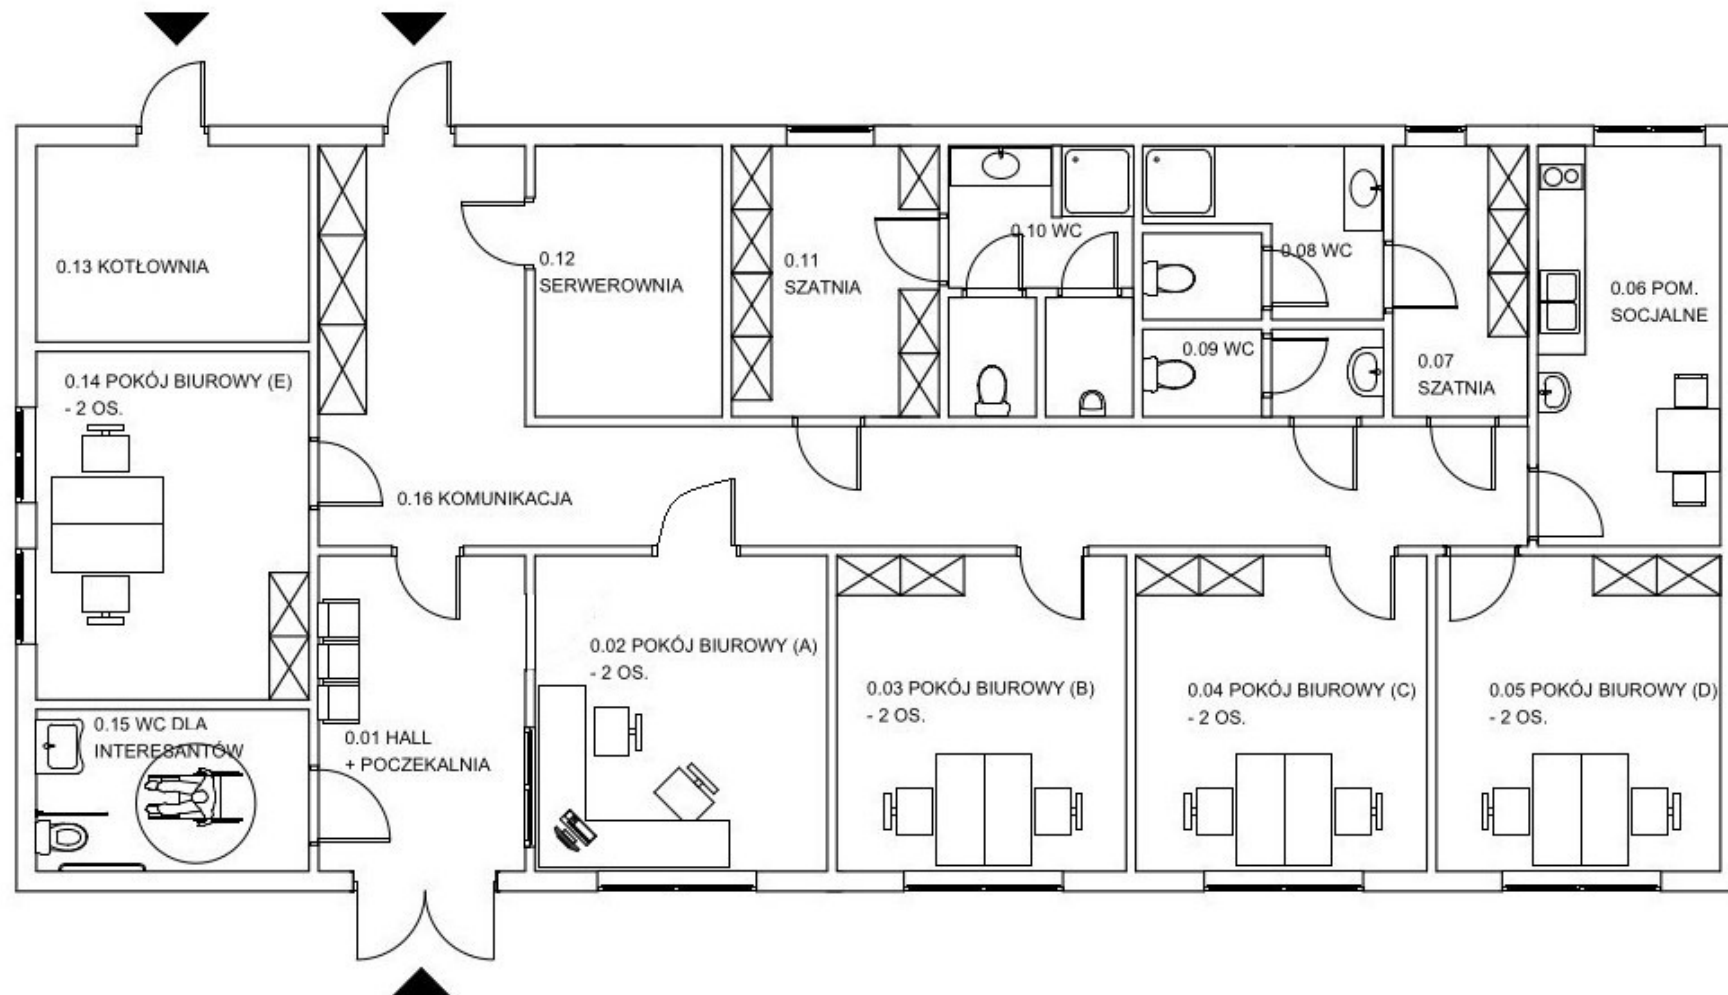 0.13 KOTŁOWNIA
0.12
SERWEROWNIA
0.11
SZATNIA
0.10 WC
0.08 WC
0.09 WC
0.07
SZATNIA
0.06 POM.
SOCJALNE
0.14 POKÓJ BIUROWY (E)
- 2 OS.
0.16 KOMUNIKACJA
0.15 WC DLA
INTERESANTÓW
0.01 HALL
+ POCZEKALNIA
0.02 POKÓJ BIUROWY (A)
- 2 OS.
0.03 POKÓJ BIUROWY (B)
- 2 OS.
0.04 POKÓJ BIUROWY (C)
- 2 OS.
0.05 POKÓJ BIUROWY (D)
- 2 OS.